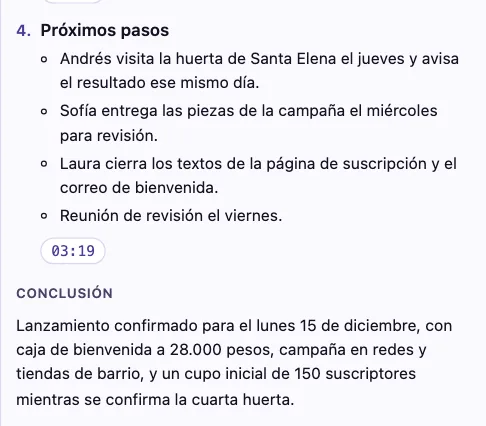 4. Próximos pasos
Andrés visita la huerta de Santa Elena el jueves y avisa
el resultado ese mismo día.
Sofía entrega las piezas de la campaña el miércoles
para revisión.
Laura cierra los textos de la página de suscripción y el
correo de bienvenida.
Reunión de revisión el viernes.
03:19
CONCLUSIÓN
Lanzamiento confirmado para el lunes 15 de diciembre, con
caja de bienvenida a 28.000 pesos, campaña en redes y
tiendas de barrio, y un cupo inicial de 150 suscriptores
mientras se confirma la cuarta huerta.